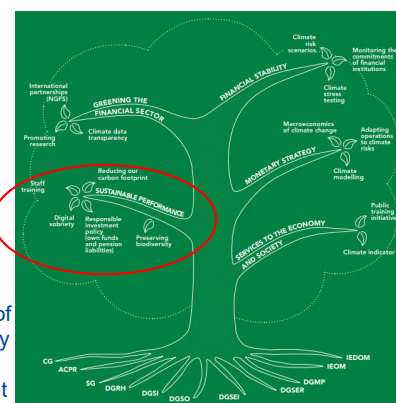 Climate
risk
scenarios
Monitoring the
commitments
of financial
institutions
Climate
stress
testing
FINANCIAL STABILITY
International
partnerships
(NGFS)
GREENING THE
FINANCIAL SECTOR
Promoting
research
Climate data
transparency
Macroeconomics
of climate change
Adapting
operations
to climate
risks
Climate
modelling
MONETARY STRATEGY
Reducing our
carbon footprint
Staff
training
SUSTAINABLE PERFORMANCE
Digital
sobriety
Responsible
investment
policy
(own funds
and pension
liabilities)
Preserving
biodiversity
Public
training
initiative
Climate indicator
SERVICES TO THE ECONOMY
AND SOCIETY
of
y
t
CG
ACPR
SG
DGRH
DGSI
DGSO
DGSEI
DGSER
DGMP
IEOM
IEDOM